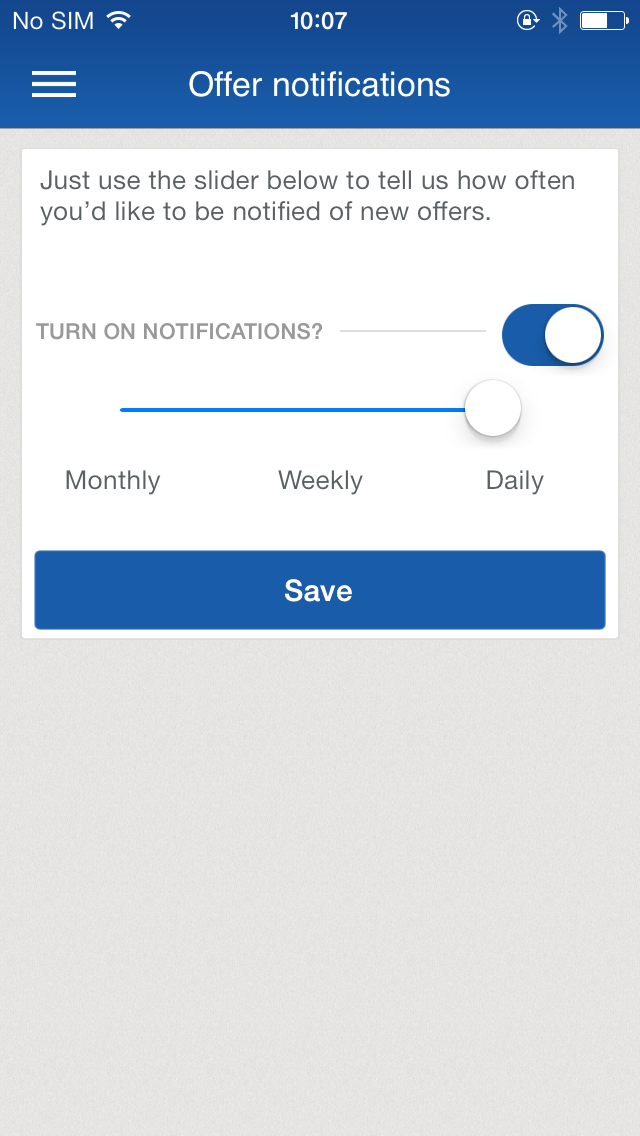 No SIM 10:07
Offer notifications
Just use the slider below to tell us how often
you’d like to be notified of new offers.
TURN ON NOTIFICATIONS?
Monthly Weekly Daily
Save